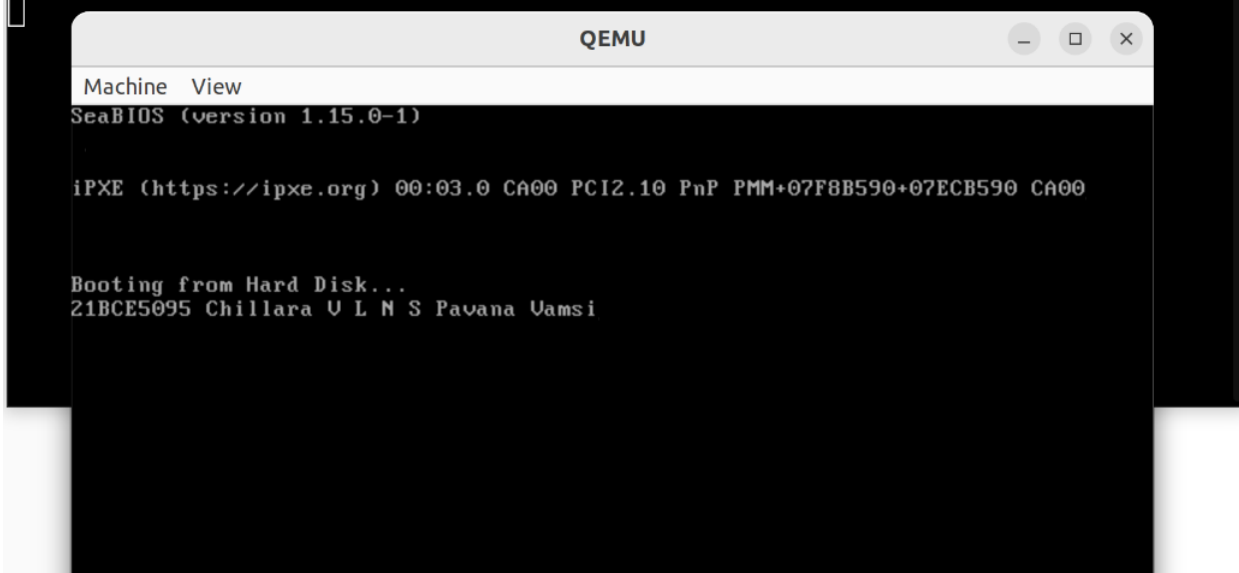 QEMU
Machine View
SeaBIOS (version 1.15.0-1)
iPXE (https://ipxe.org) 00:03.0 CA00 PCI2.10 PnP PMM+07F8B590+07ECB590 CA00
Booting from Hard Disk...
21BCE5095 Chillara V L N S Pavana Vamsi